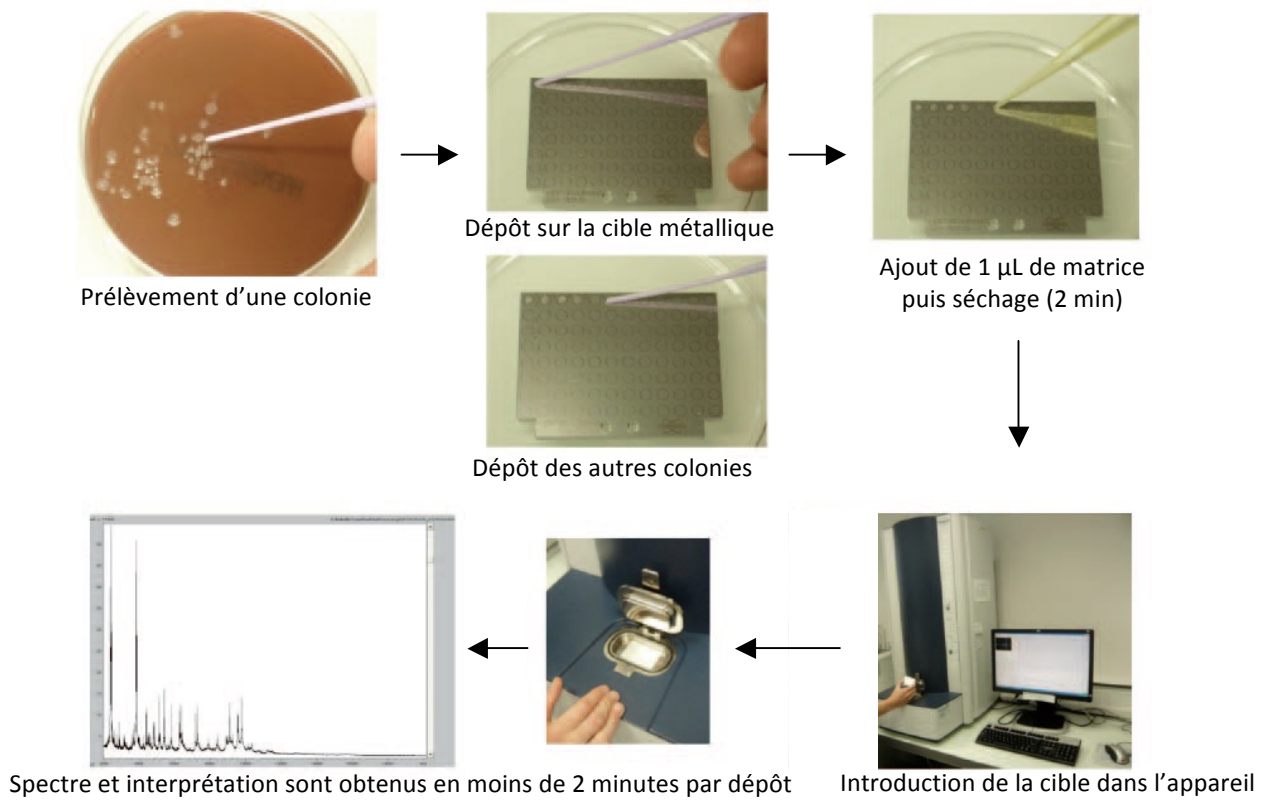 Prélèvement d’une colonie
Dépôt sur la cible métallique
Dépôt des autres colonies
Ajout de 1 µL de matrice
puis séchage (2 min)
Introduction de la cible dans l’appareil
Spectre et interprétation sont obtenus en moins de 2 minutes par dépôt